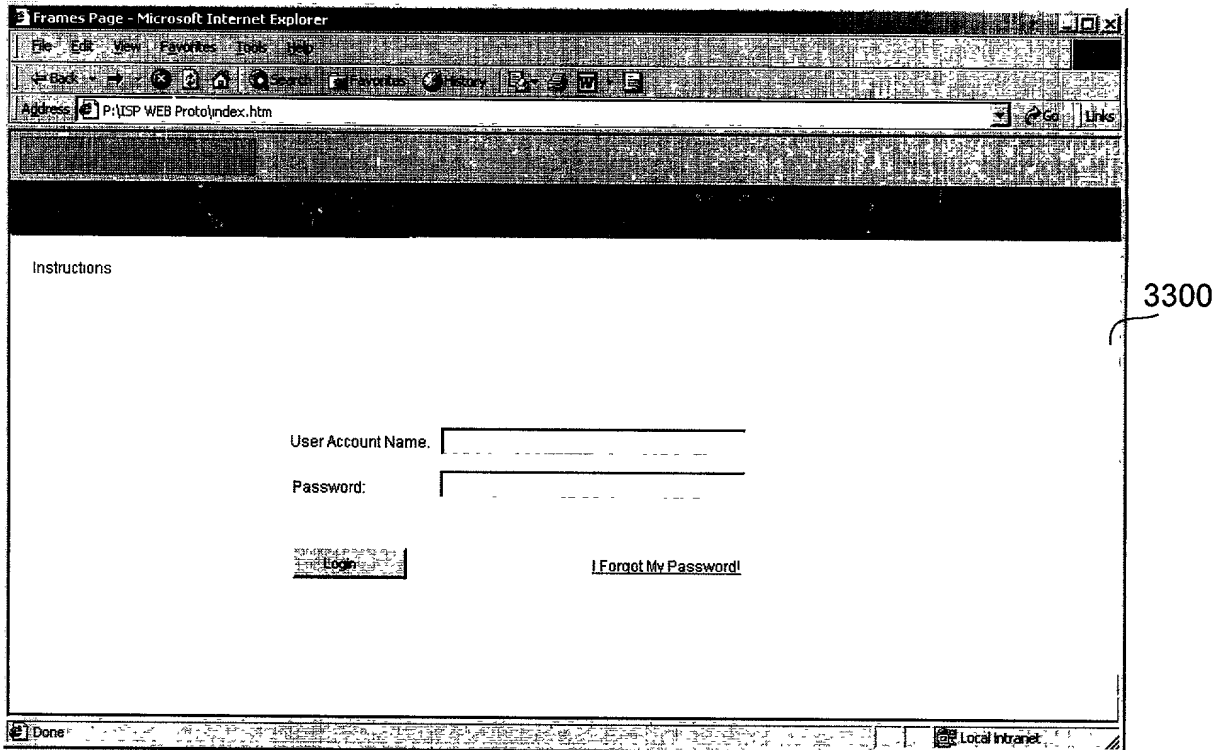 Frames Page - Microsoft Internet Explorer
File Edit View Favorites Tools Help
Back Search Favorites History
Address P:\ISP WEB Proto\index.htm Go Links
Instructions
3300
User Account Name.
Password:
Login I Forgot My Password!
Done Local intranet